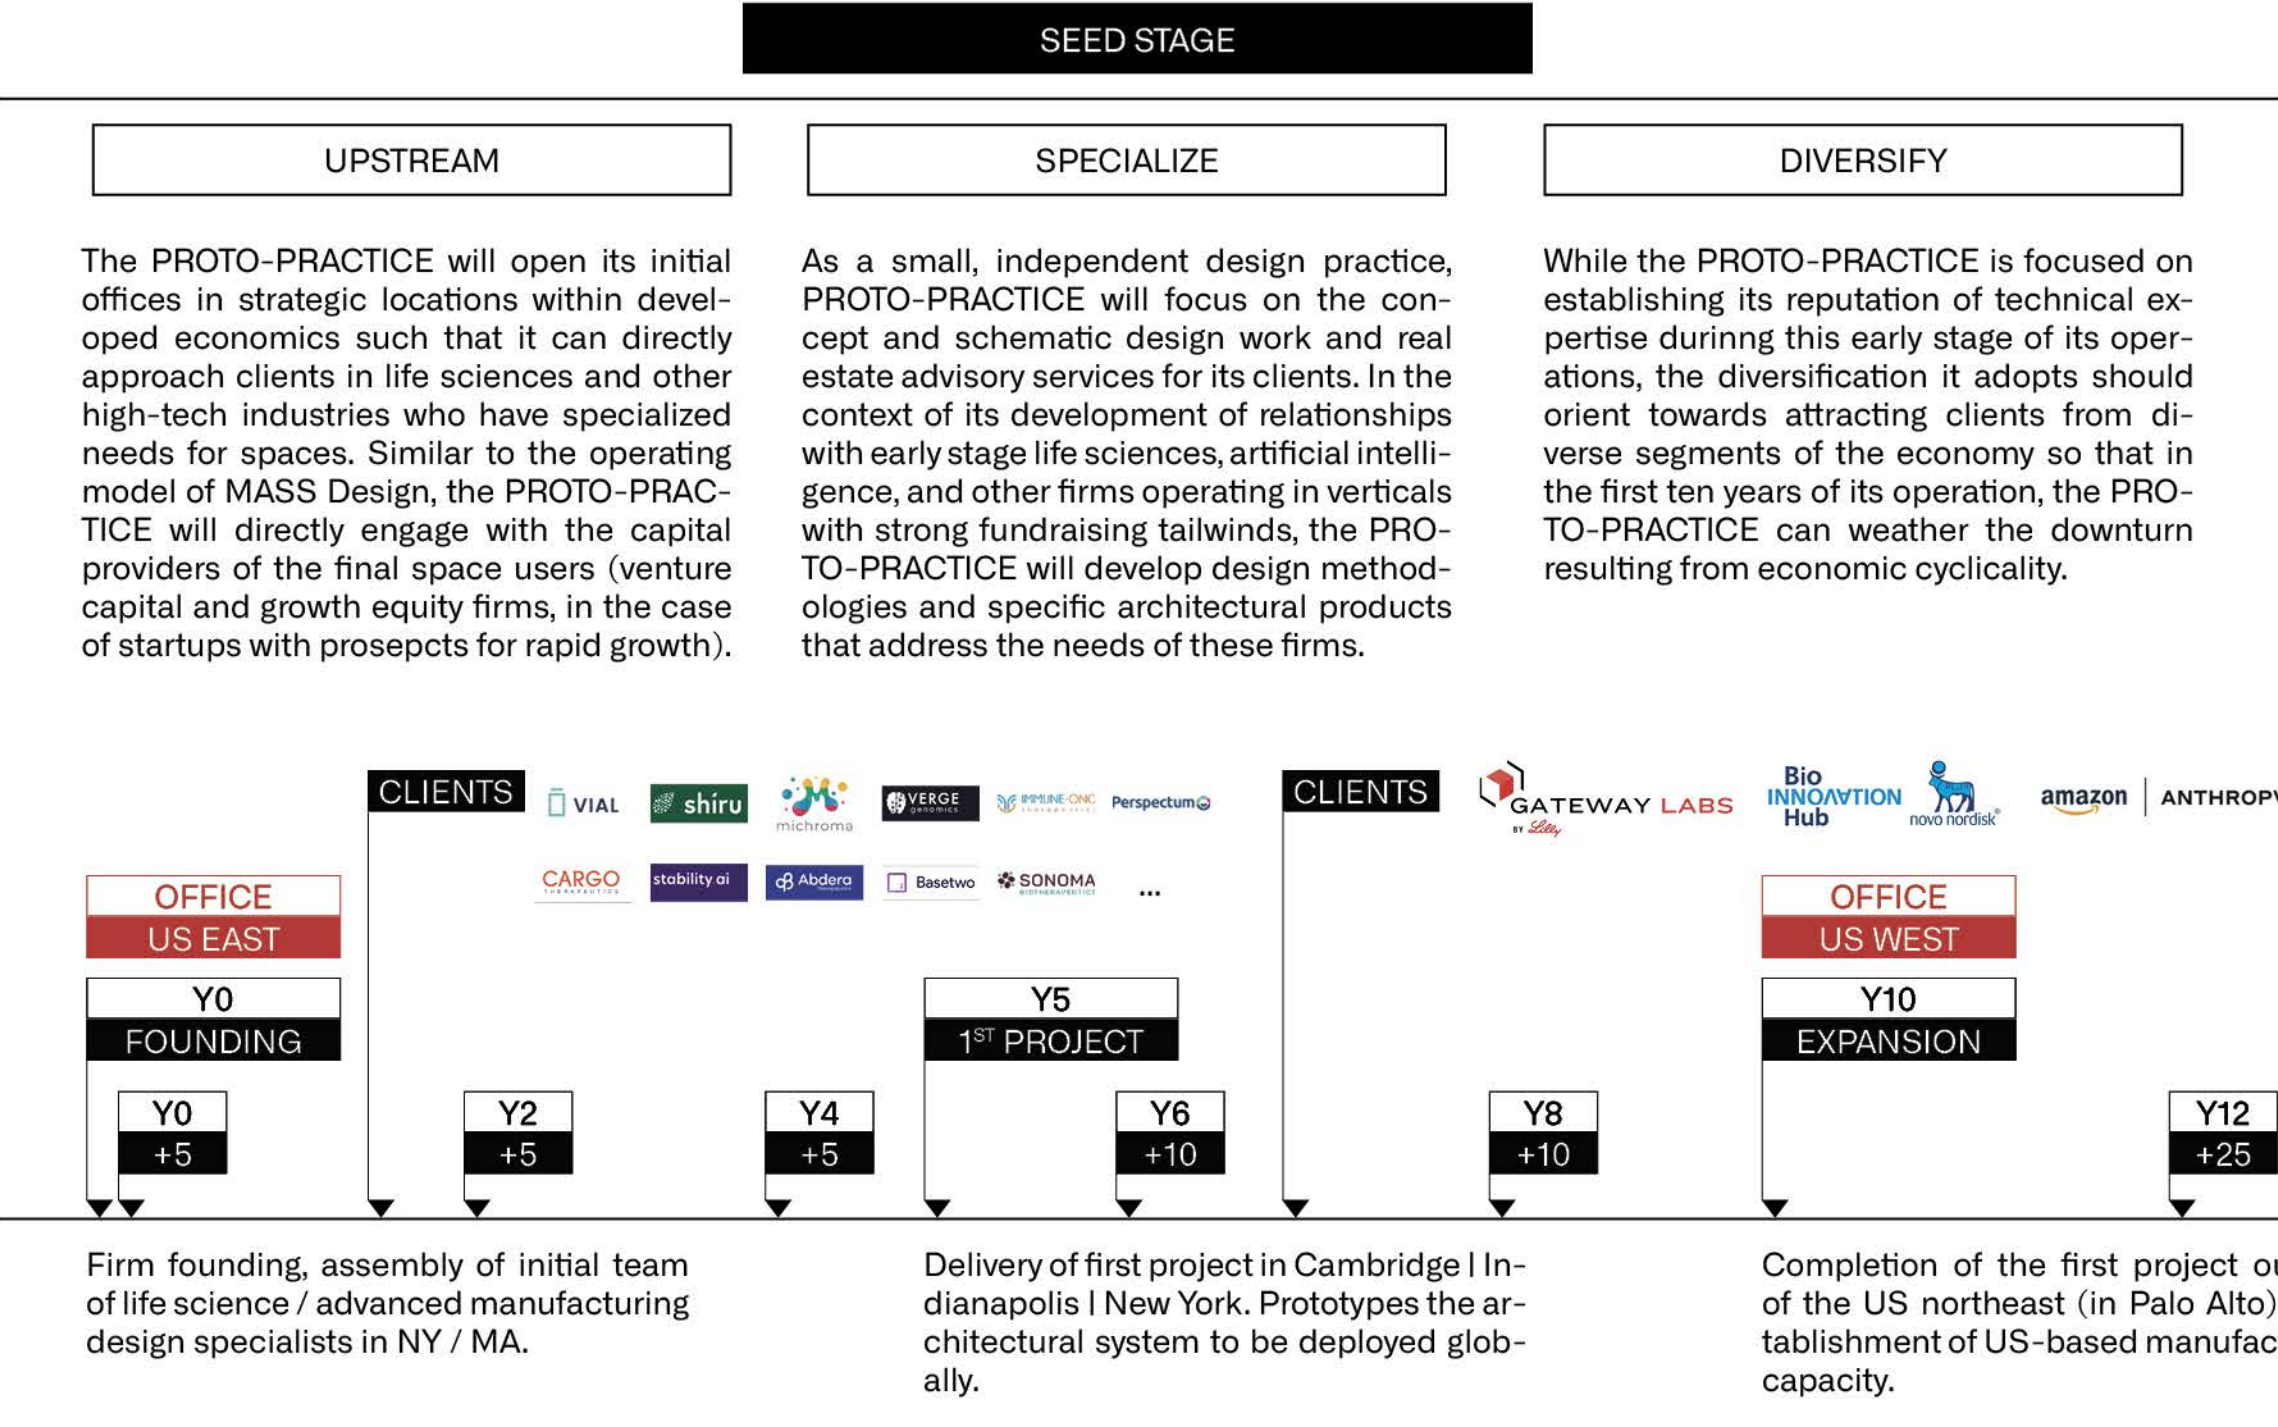 SEED STAGE
UPSTREAM
The PROTO-PRACTICE will open its initial
offices in strategic locations within devel-
oped economics such that it can directly
approach clients in life sciences and other
high-tech industries who have specialized
needs for spaces. Similar to the operating
model of MASS Design, the PROTO-PRAC-
TICE will directly engage with the capital
providers of the final space users (venture
capital and growth equity firms, in the case
of startups with prosepcts for rapid growth).
SPECIALIZE
As a small, independent design practice,
PROTO-PRACTICE will focus on the con-
cept and schematic design work and real
estate advisory services for its clients. In the
context of its development of relationships
with early stage life sciences, artificial intelli-
gence, and other firms operating in verticals
with strong fundraising tailwinds, the PRO-
TO-PRACTICE will develop design method-
ologies and specific architectural products
that address the needs of these firms.
DIVERSIFY
While the PROTO-PRACTICE is focused on
establishing its reputation of technical ex-
pertise durinng this early stage of its oper-
ations, the diversification it adopts should
orient towards attracting clients from di-
verse segments of the economy so that in
the first ten years of its operation, the PRO-
TO-PRACTICE can weather the downturn
resulting from economic cyclicality.
CLIENTS
VIAL
shiru
michroma
VERGE
genomics
IMMUNE-ONC
THERAPEUTICS
Perspectum
CARGO
THERAPEUTICS
stability.ai
Abdera
Basetwo
SONOMA
BIOTHERAPEUTICS
...
CLIENTS
GATEWAY LABS
BY Lilly
Bio
INNOVATION
Hub
novo nordisk®
amazon | ANTHROP
OFFICE
US EAST
Y0
FOUNDING
Y5
1ST PROJECT
OFFICE
US WEST
Y10
EXPANSION
Y0
+5
Y2
+5
Y4
+5
Y6
+10
Y8
+10
Y12
+25
Firm founding, assembly of initial team
of life science / advanced manufacturing
design specialists in NY / MA.
Delivery of first project in Cambridge | In-
dianapolis | New York. Prototypes the ar-
chitectural system to be deployed glob-
ally.
Completion of the first project ou
of the US northeast (in Palo Alto)
tablishment of US-based manufac
capacity.